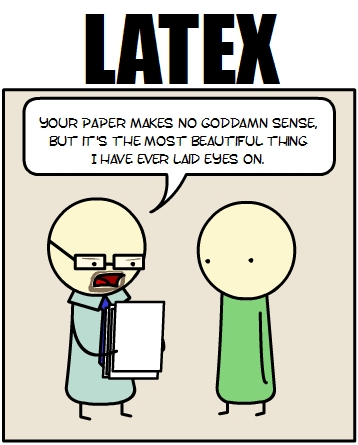 LATEX
YOUR PAPER MAKES NO GODDAMN SENSE,
BUT IT'S THE MOST BEAUTIFUL THING
I HAVE EVER LAID EYES ON.